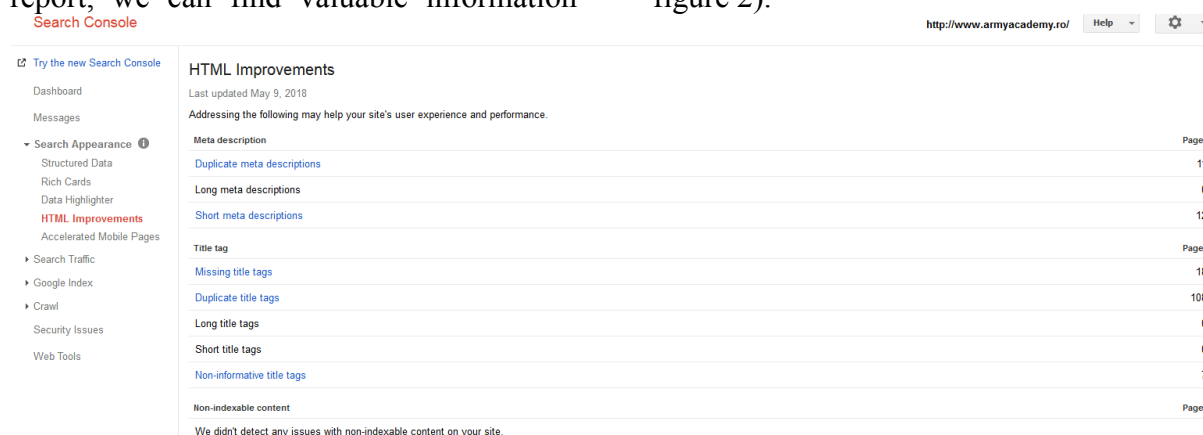 report, we can find valuable information figure 2).
Search Console http://www.armyacademy.ro/ Help
Try the new Search Console
Dashboard
Messages
Search Appearance
Structured Data
Rich Cards
Data Highlighter
HTML Improvements
Accelerated Mobile Pages
Search Traffic
Google Index
Crawl
Security Issues
Web Tools
HTML Improvements
Last updated May 9, 2018
Addressing the following may help your site's user experience and performance.
Meta description Page
Duplicate meta descriptions
Long meta descriptions
Short meta descriptions
Title tag Page
Missing title tags
Duplicate title tags
Long title tags
Short title tags
Non-informative title tags
Non-indexable content Page
We didn't detect any issues with non-indexable content on your site.